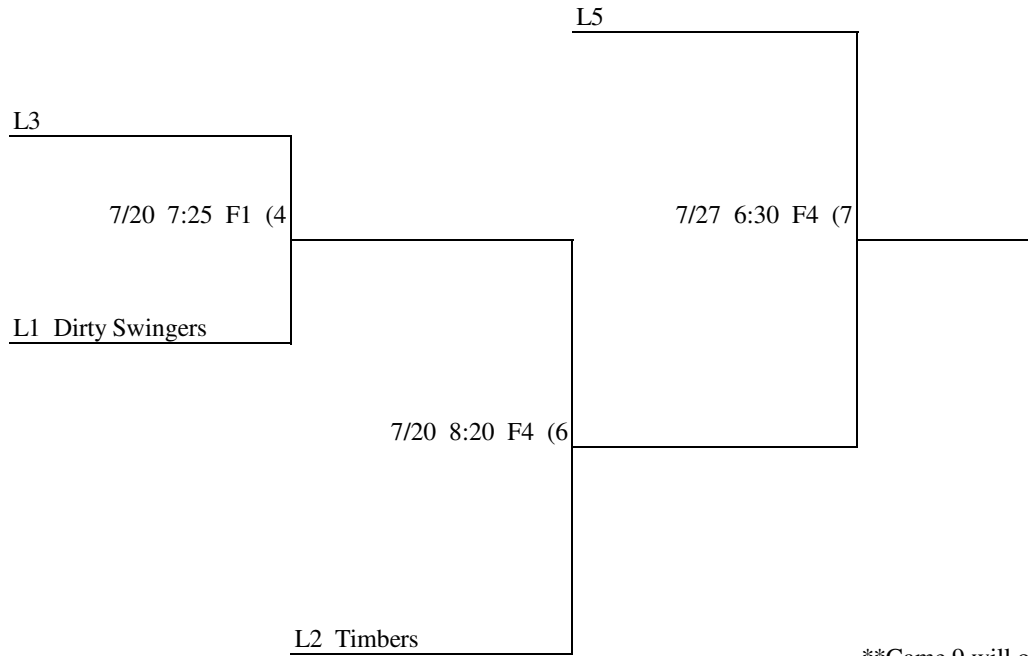 L5
L3
7/20 7:25 F1 (4
7/27 6:30 F4 (7
L1 Dirty Swingers
7/20 8:20 F4 (6
L2 Timbers
**Game 9 will